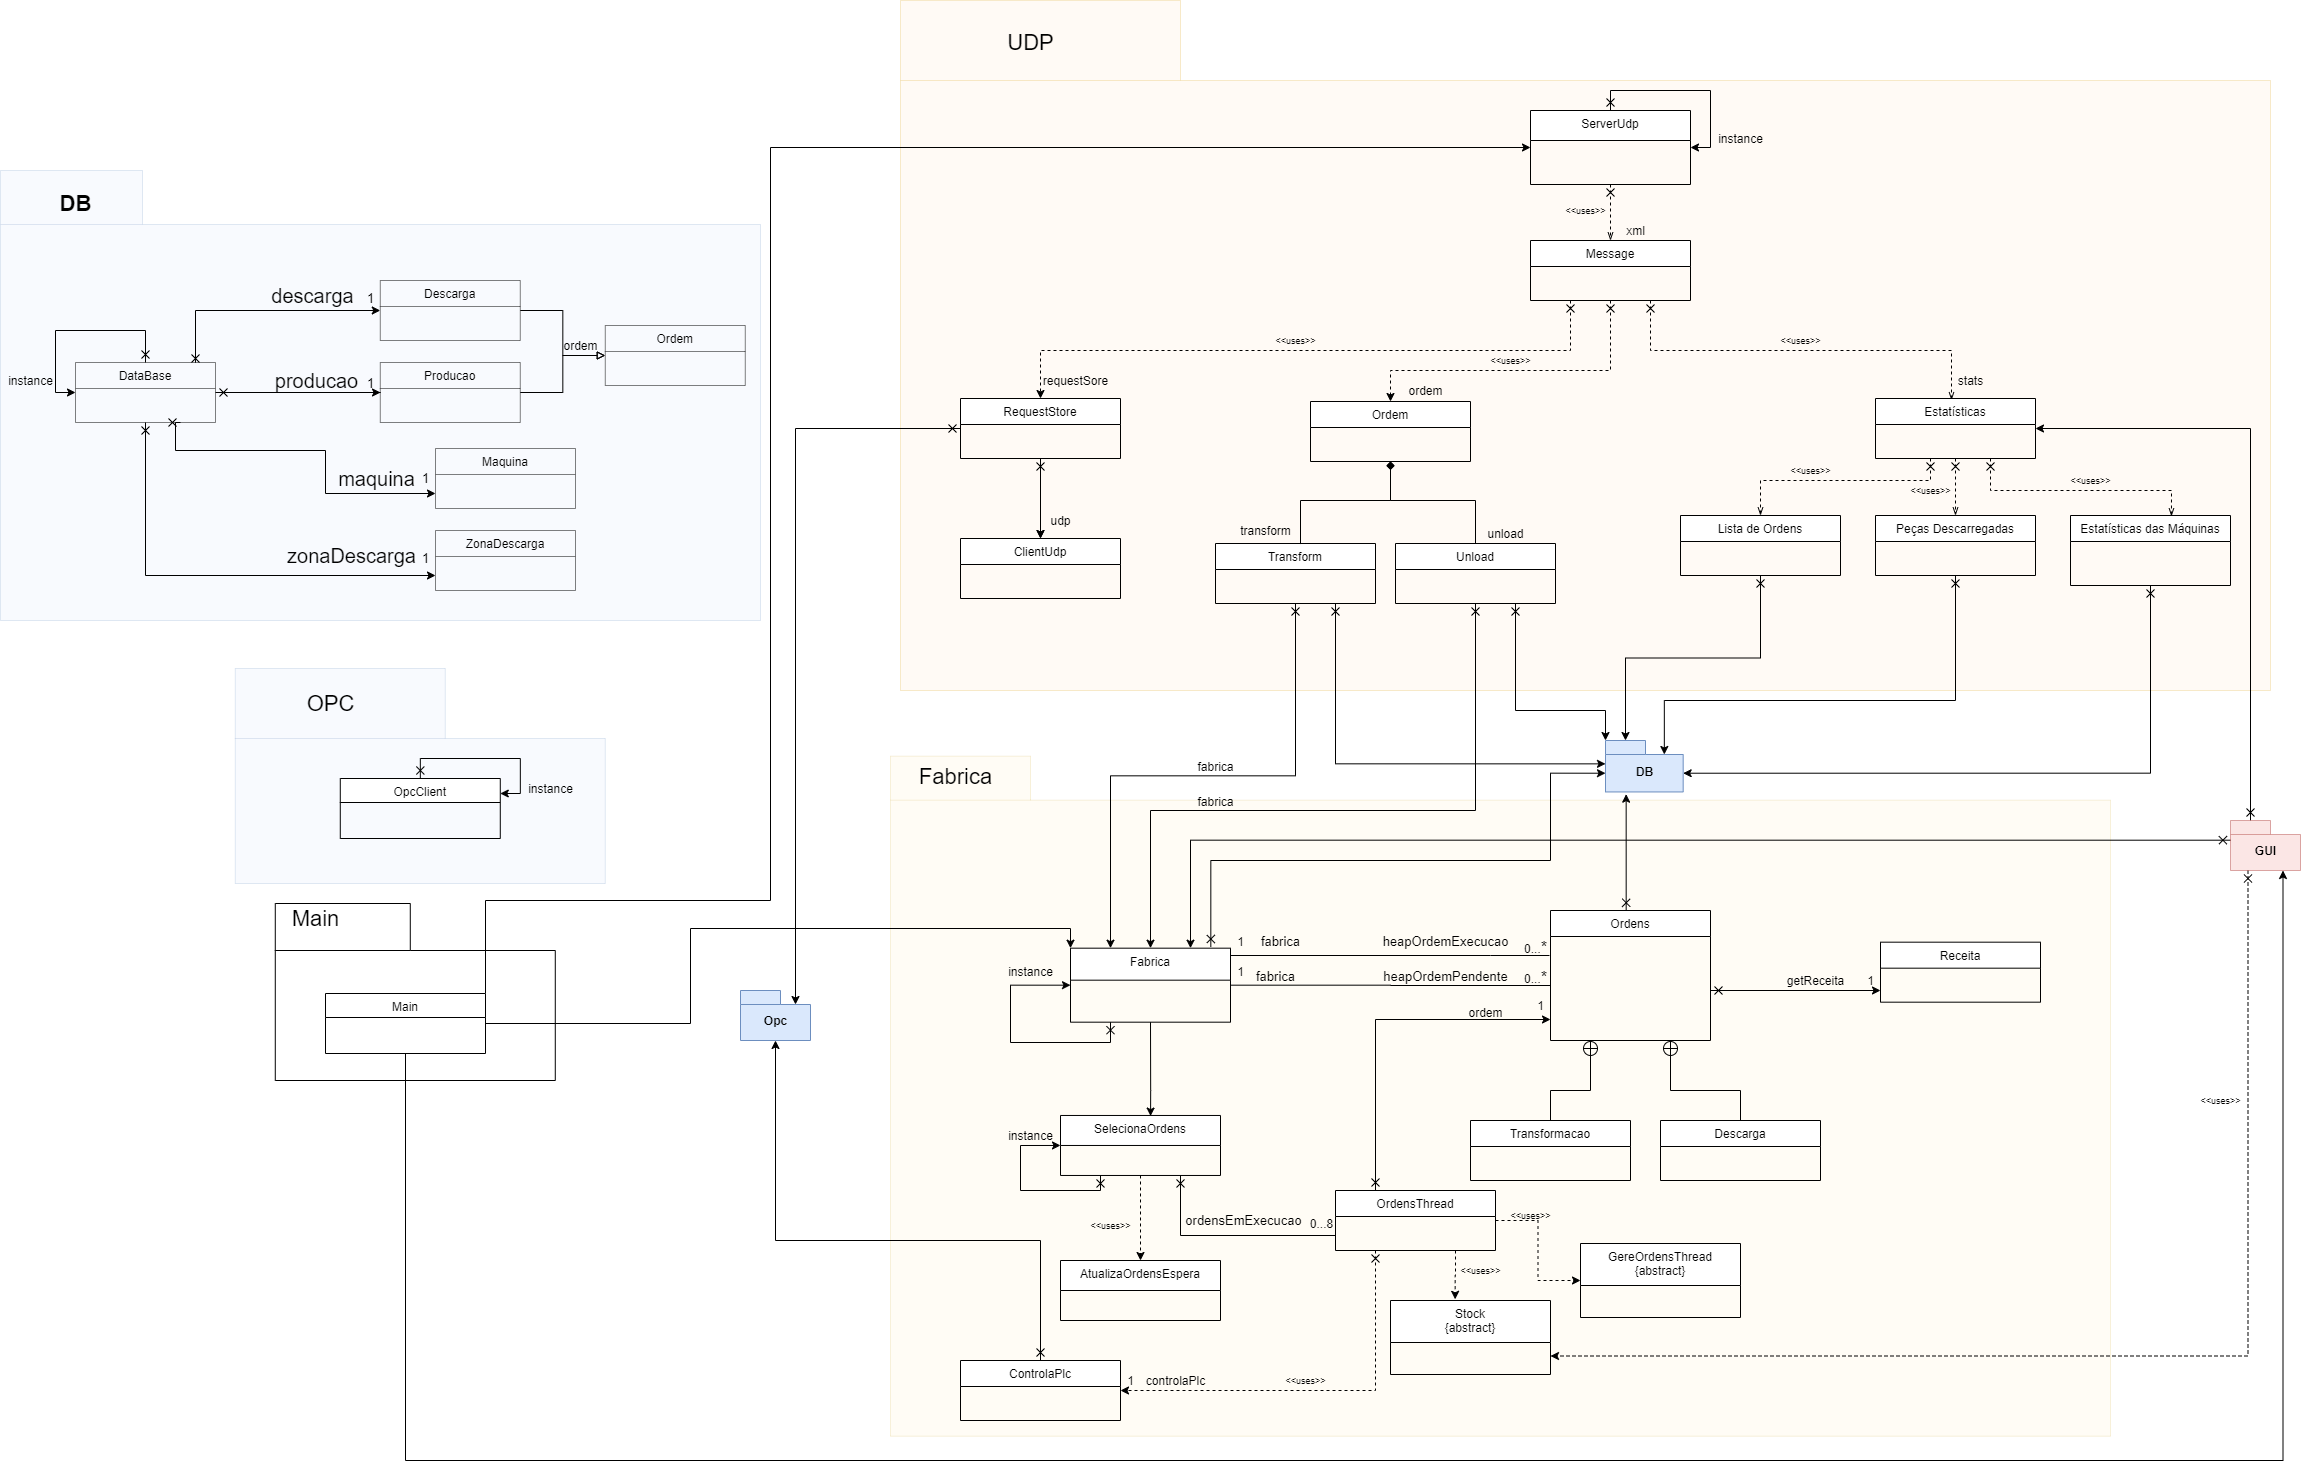 UDP
ServerUdp
instance
<<uses>>
xml
Message
<<uses>>
<<uses>>
<<uses>>
requestSore
ordem
stats
RequestStore
Ordem
Estatísticas
udp
transform
unload
<<uses>>
<<uses>>
<<uses>>
ClientUdp
Transform
Unload
Lista de Ordens
Peças Descarregadas
Estatísticas das Máquinas
DB
descarga
1
Descarga
ordem
Ordem
instance
DataBase
producao
1
Producao
maquina
1
Maquina
zonaDescarga
1
ZonaDescarga
OPC
OpcClient
instance
Main
Main
Opc
DB
GUI
<<uses>>
fabrica
fabrica
Fabrica
1
fabrica
heapOrdemExecucao
0...*
1
fabrica
heapOrdemPendente
0...*
instance
Fabrica
Ordens
getReceita
1
Receita
ordem
1
Transformacao
Descarga
instance
SelecionaOrdens
<<uses>>
ordensEmExecucao
0...8
OrdensThread
<<uses>>
<<uses>>
AtualizaOrdensEspera
GereOrdensThread
{abstract}
Stock
{abstract}
ControlaPlc
1
controlaPlc
<<uses>>